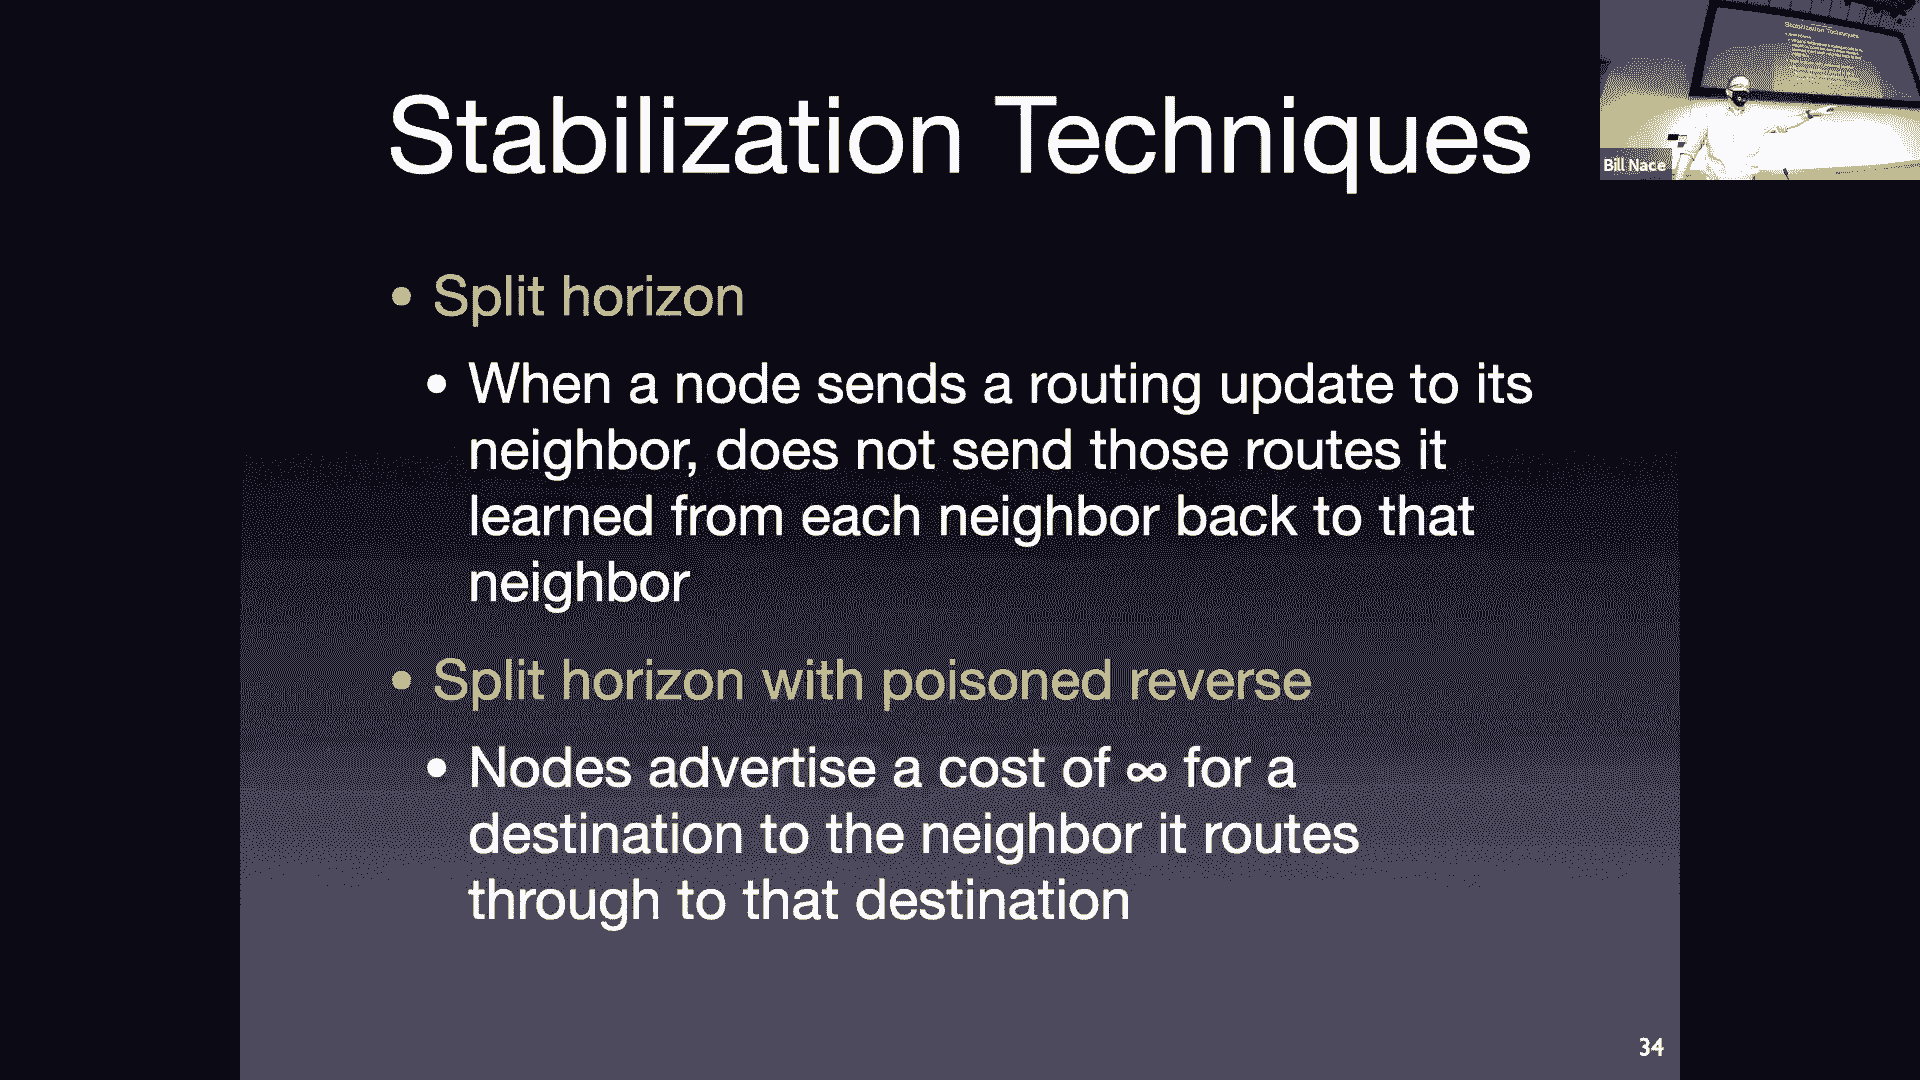 Stabilization Techniques
• Split horizon
• When a node sends a routing update to its
neighbor, does not send those routes it
learned from each neighbor back to that
neighbor
• Split horizon with poisoned reverse
• Nodes advertise a cost of ∞ for a
destination to the neighbor it routes
through to that destination
34
Stabilization Techniques
Bill Nace